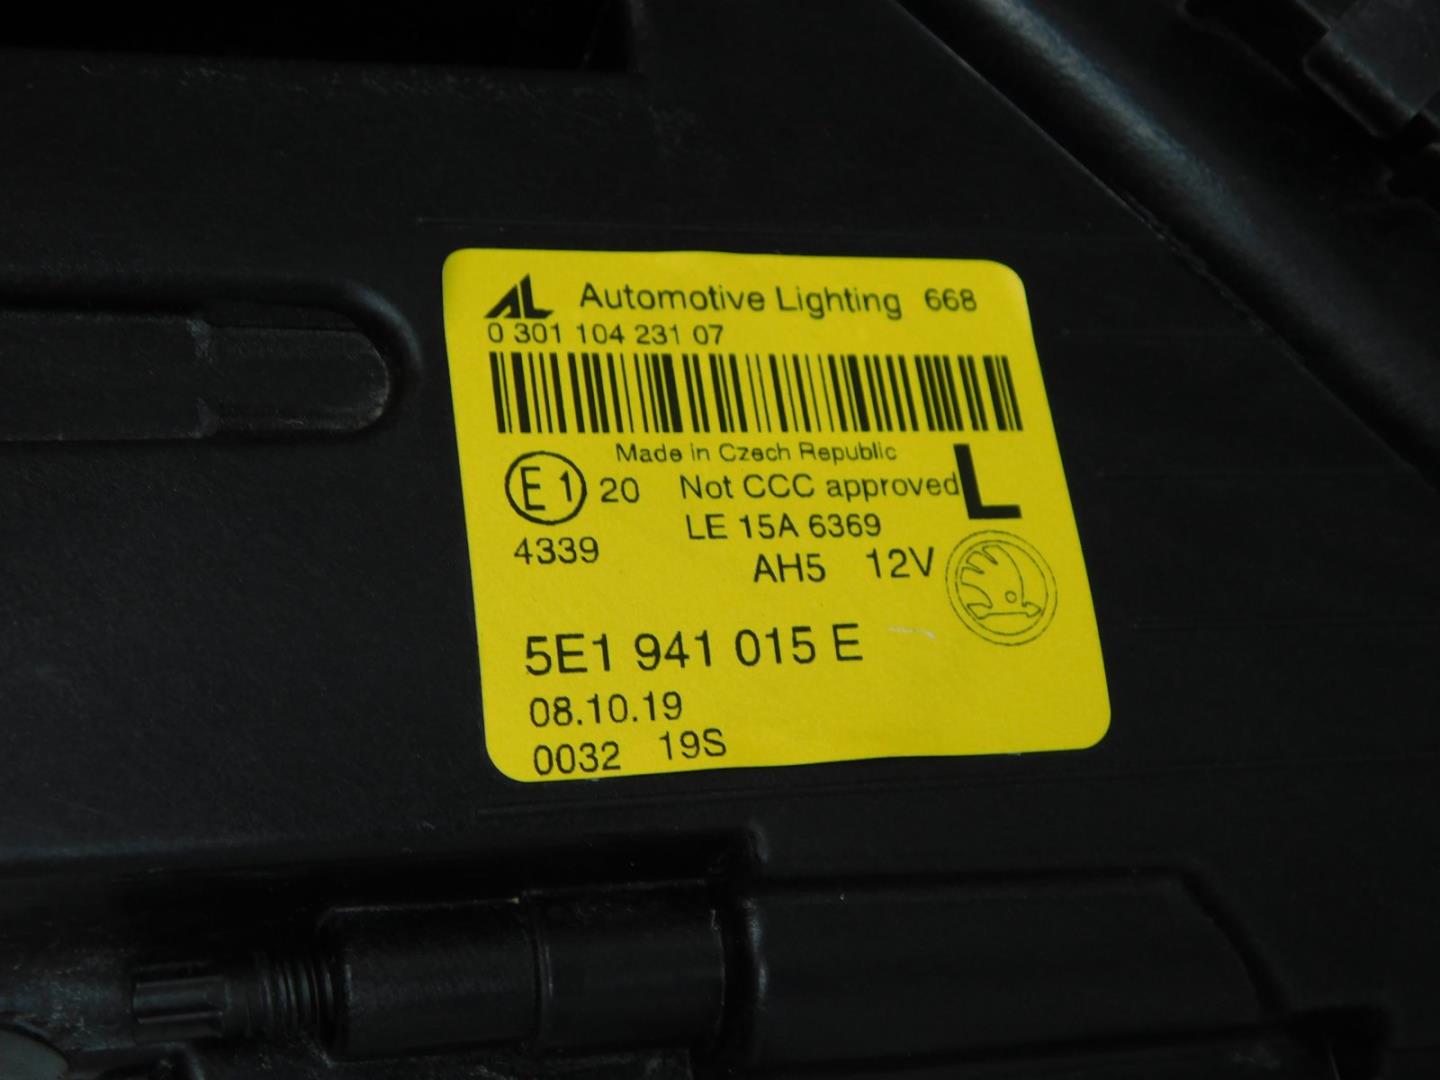 AL Automotive Lighting 668
0 301 104 231 07
Made in Czech Republic
E1 20 Not CCC approved L
LE 15A 6369
4339
AH5 12V
5E1 941 015 E
08.10.19
0032 19S